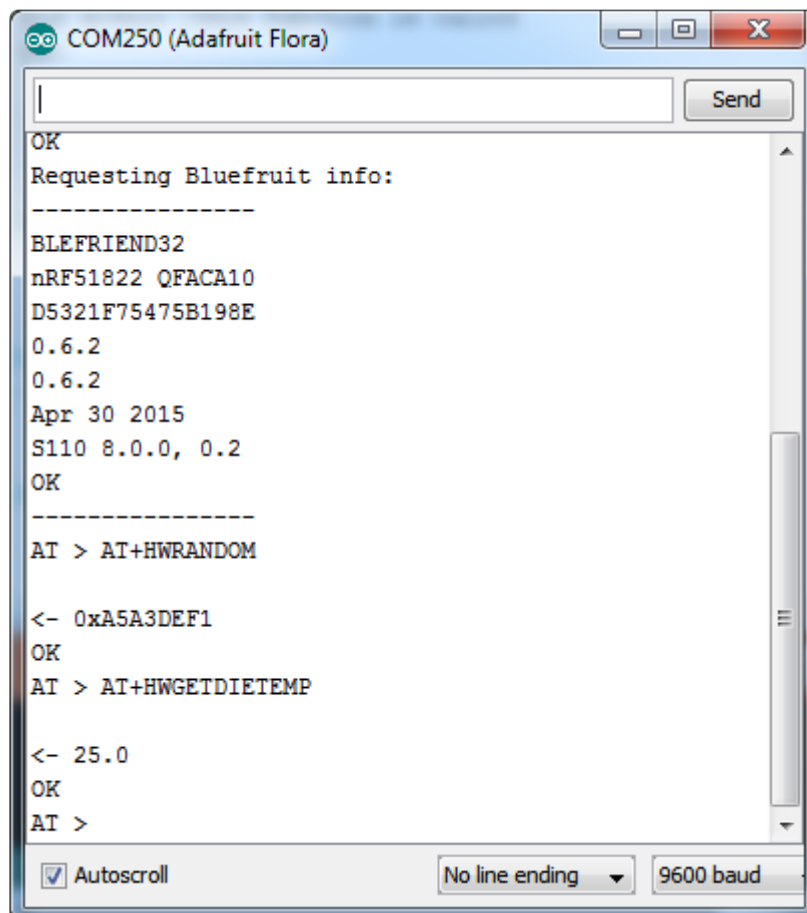 COM250 (Adafruit Flora)
Send
OK
Requesting Bluefruit info:
----------------
BLEFRIEND32
nRF51822 QFACA10
D5321F75475B198E
0.6.2
0.6.2
Apr 30 2015
S110 8.0.0, 0.2
OK
----------------
AT > AT+HWRANDOM
<- 0xA5A3DEF1
OK
AT > AT+HWGETDIETEMP
<- 25.0
OK
AT >
Autoscroll
No line ending
9600 baud